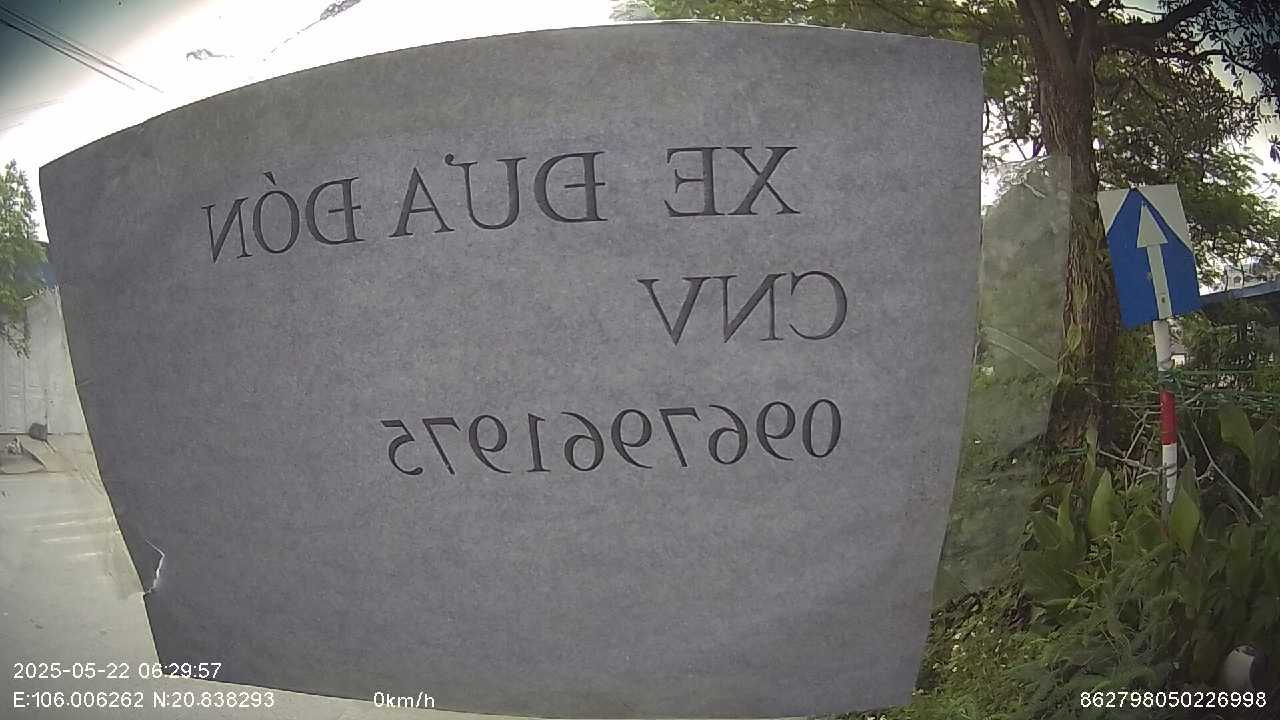 XE ĐƯA ĐÓN
CNV
0967961975
2025-05-22 06:29:57
E:106.006262 N:20.838293 0km/h
862798050226998